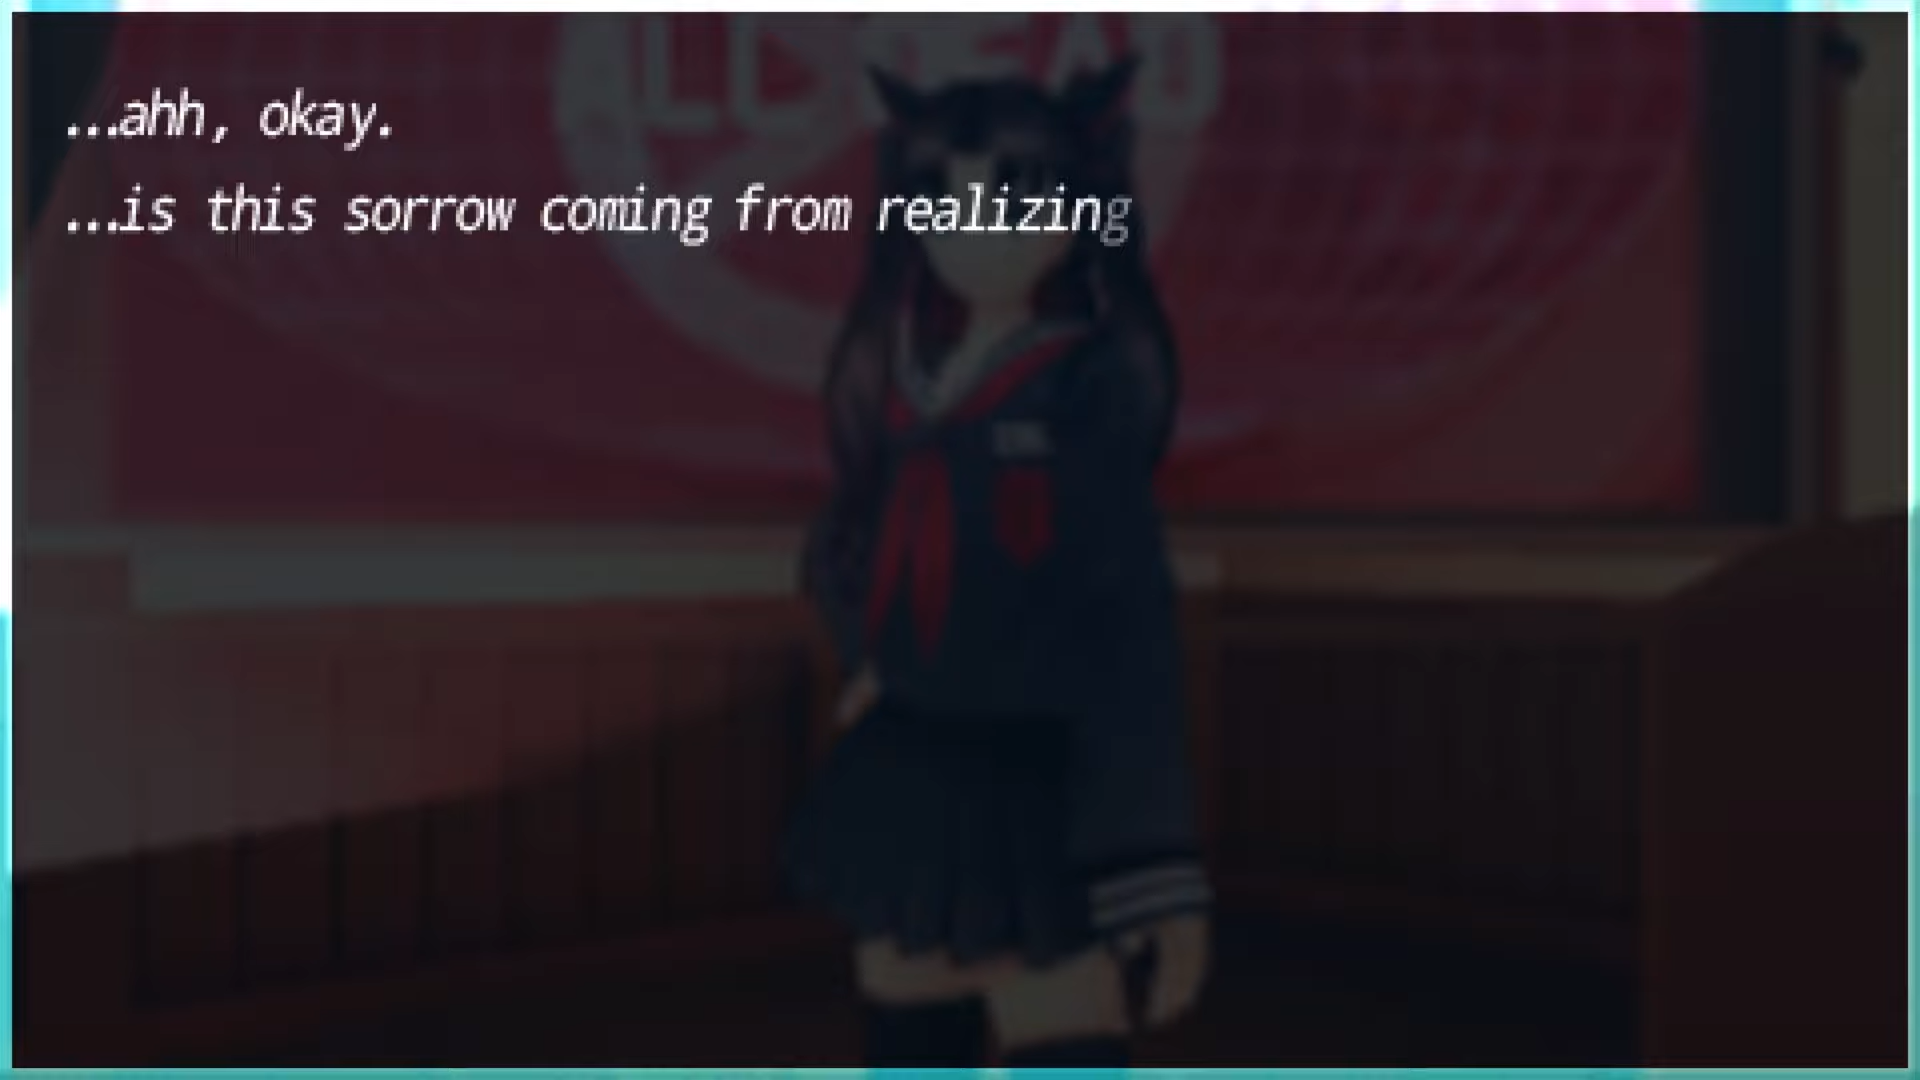 ...ahh, okay.
...is this sorrow coming from realizing